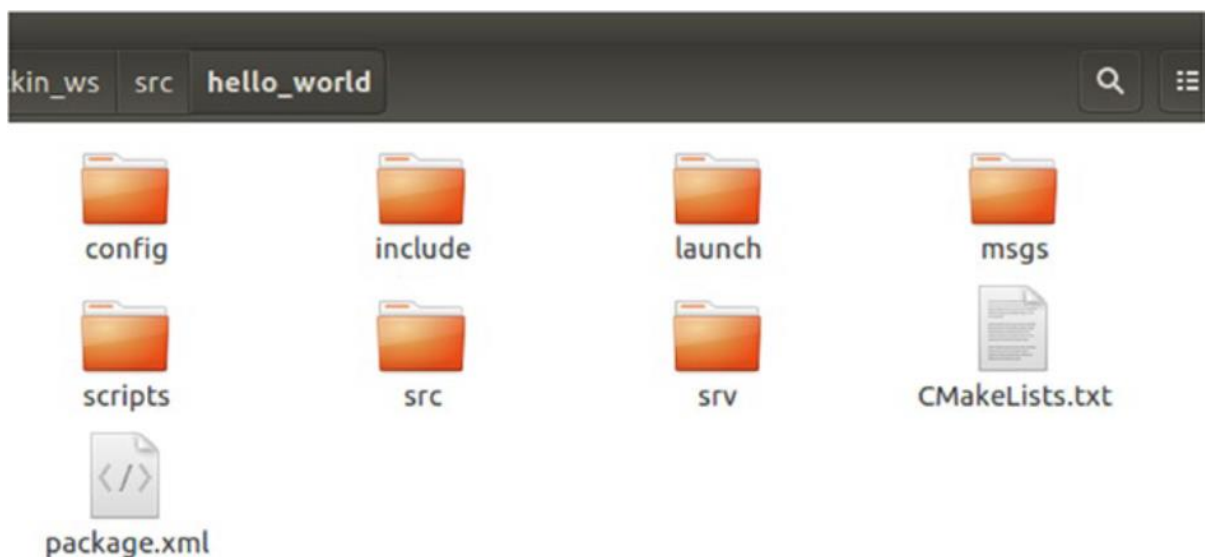 kin_ws src hello_world
config include launch msgs
scripts src srv CMakeLists.txt
package.xml